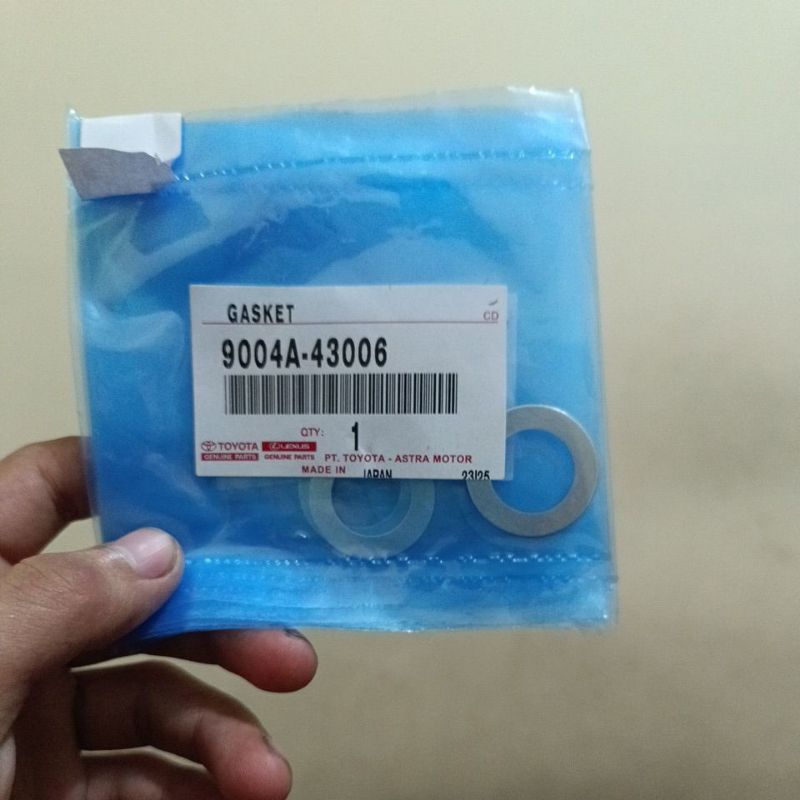 GASKET
CD
9004A-43006
QTY: 1
TOYOTA LEXUS
GENUINE PARTS GENUINE PARTS PT. TOYOTA - ASTRA MOTOR
MADE IN JAPAN 23I25